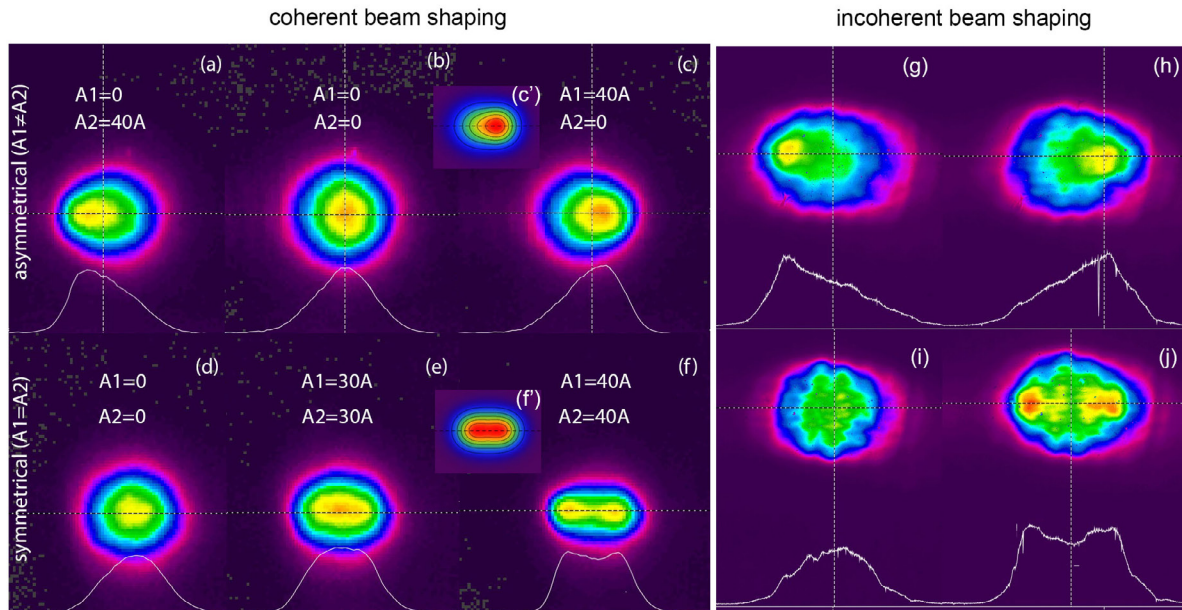 coherent beam shaping
incoherent beam shaping
asymmetrical (A1≠A2)
(a)
A1=0
A2=40A
(b)
A1=0
A2=0
(c')
(c)
A1=40A
A2=0
(g)
(h)
symmetrical (A1=A2)
(d)
A1=0
A2=0
(e)
A1=30A
A2=30A
(f')
(f)
A1=40A
A2=40A
(i)
(j)